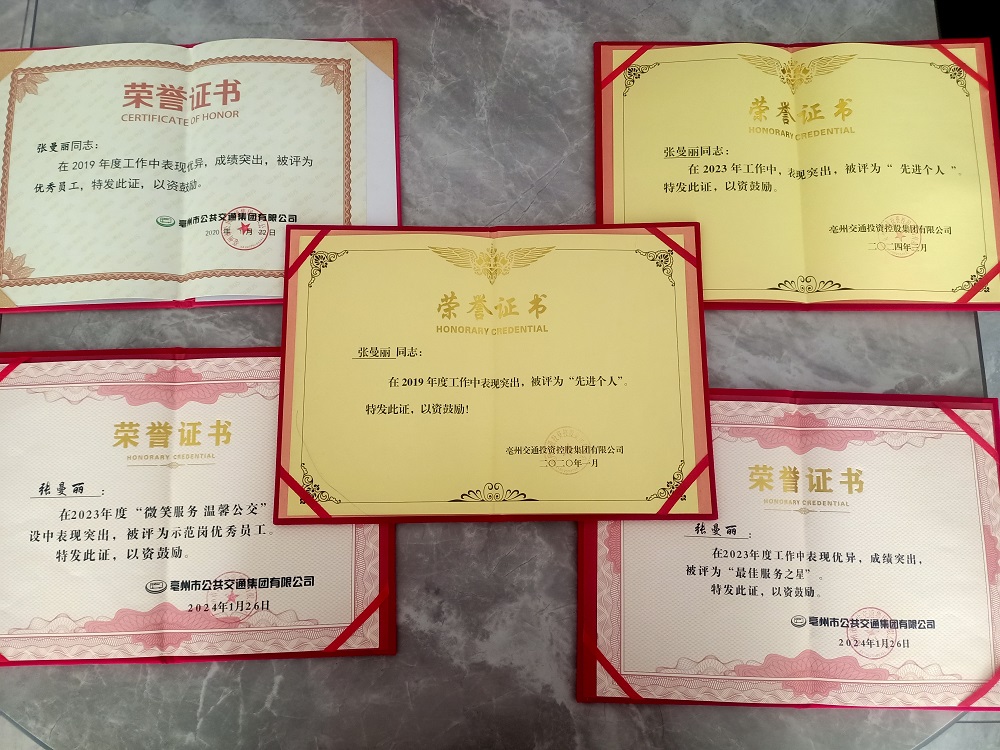 荣誉证书
CERTIFICATE OF HONOR
张曼丽同志：
在 2019 年度工作中表现优异，成绩突出，被评为
优秀员工，特发此证，以资鼓励。
亳州市公共交通集团有限公司
2020 年 1月 22日
荣誉证书
HONORARY CREDENTIAL
张曼丽同志：
在 2023 年工作中，表现突出，被评为“ 先进个人 ”。
特发此证，以资鼓励。
亳州交通投资控股集团有限公司
二〇二四年三月
荣誉证书
HONORARY CREDENTIAL
张曼丽 同志：
在 2019 年度工作中表现突出，被评为“先进个人”。
特发此证，以资鼓励！
亳州交通投资控股集团有限公司
二〇二〇年一月
荣誉证书
HONORARY CREDENTIAL
张曼丽 ：
在2023年度“微笑服务 温馨公交”
设中表现突出，被评为示范岗优秀员工。
特发此证，以资鼓励。
亳州市公共交通集团有限公司
2024年1月26日
荣誉证书
HONORARY CREDENTIAL
张曼丽 ：
在2023年度工作中表现优异，成绩突出，
被评为“最佳服务之星”。
特发此证，以资鼓励。
亳州市公共交通集团有限公司
2024年1月26日